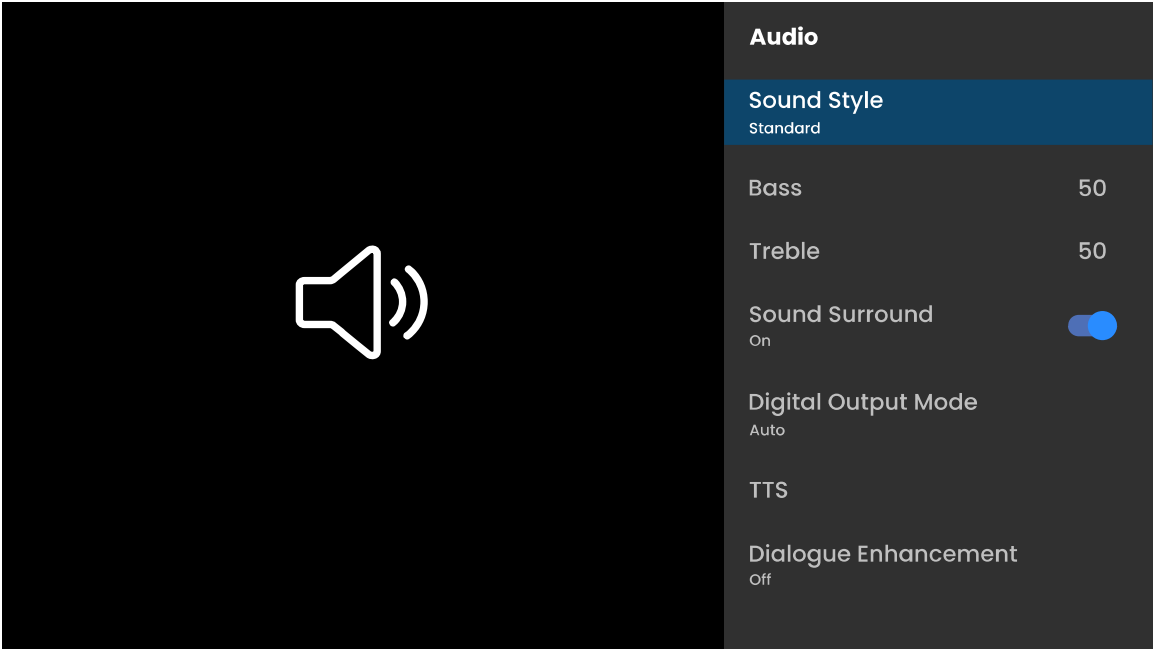 Audio
Sound Style
Standard
Bass 50
Treble 50
Sound Surround
On
Digital Output Mode
Auto
TTS
Dialogue Enhancement
Off